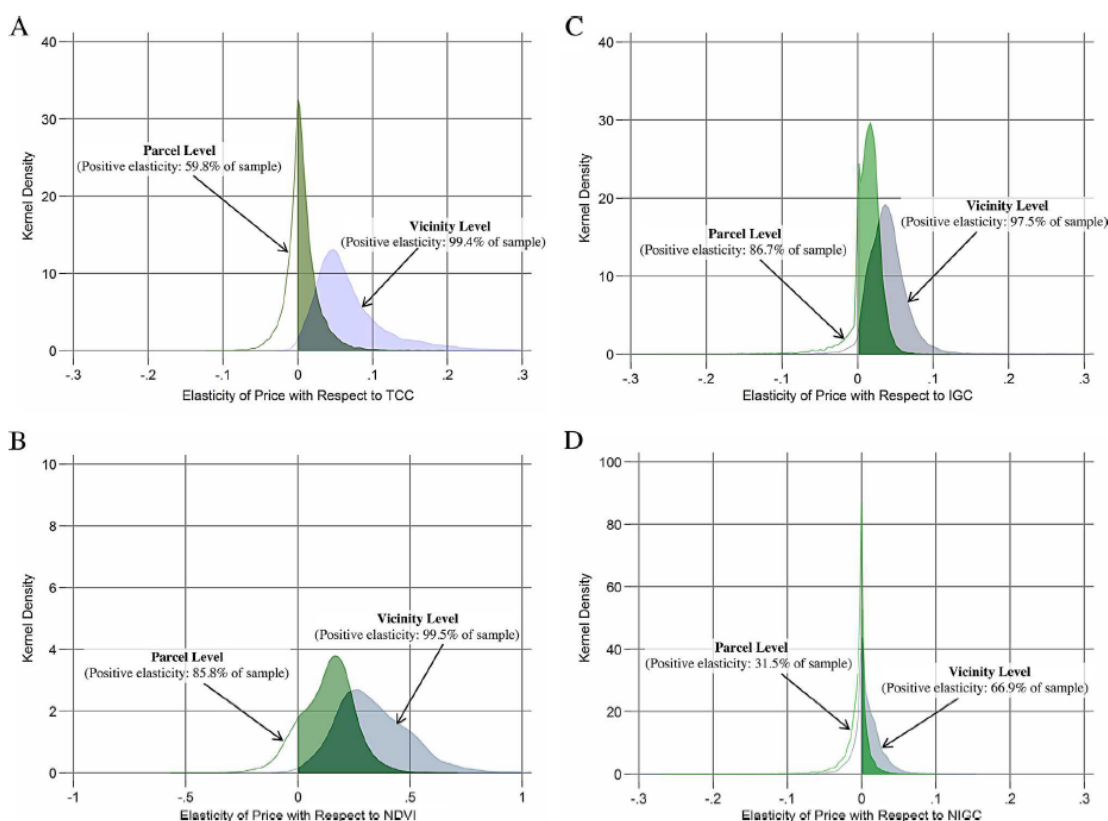 A
40
30
20
10
0
Kernel Density
Parcel Level
(Positive elasticity: 59.8% of sample)
Vicinity Level
(Positive elasticity: 99.4% of sample)
-.3 -.2 -.1 0 .1 .2 .3
Elasticity of Price with Respect to TCC
C
40
30
20
10
0
Kernel Density
Vicinity Level
(Positive elasticity: 97.5% of sample)
Parcel Level
(Positive elasticity: 86.7% of sample)
-.3 -.2 -.1 0 .1 .2 .3
Elasticity of Price with Respect to IGC
B
10
8
6
4
2
0
Kernel Density
Vicinity Level
(Positive elasticity: 99.5% of sample)
Parcel Level
(Positive elasticity: 85.8% of sample)
-1 -.5 0 .5 1
Elasticity of Price with Respect to NDVI
D
100
80
60
40
20
0
Kernel Density
Parcel Level
(Positive elasticity: 31.5% of sample)
Vicinity Level
(Positive elasticity: 66.9% of sample)
-.3 -.2 -.1 0 .1 .2 .3
Elasticity of Price with Respect to NIGC